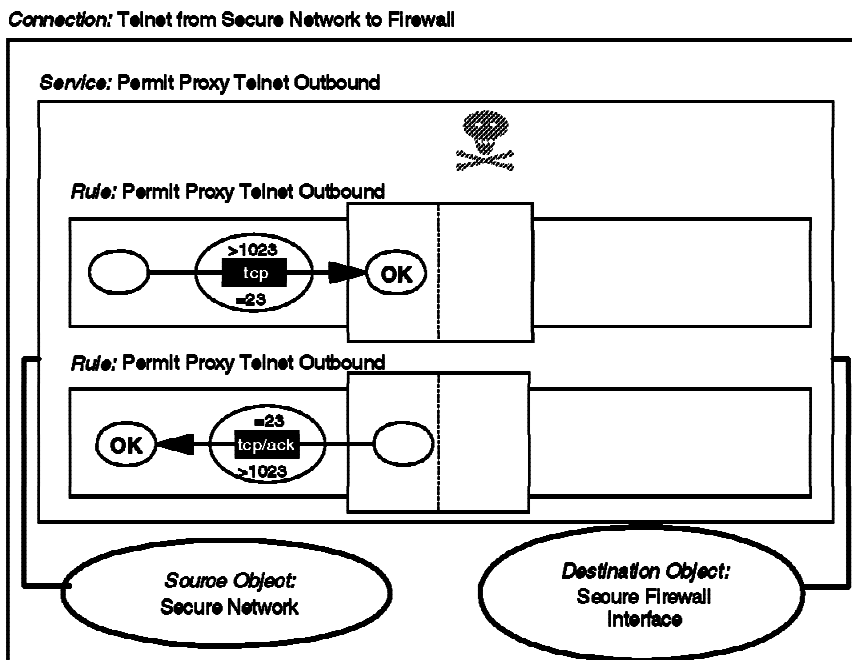 Connection: Telnet from Secure Network to Firewall
Service: Permit Proxy Telnet Outbound
Rule: Permit Proxy Telnet Outbound
>1023
tcp
OK
=23
Rule: Permit Proxy Telnet Outbound
=23
OK
tcp/ack
>1023
Source Object:
Secure Network
Destination Object:
Secure Firewall
Interface